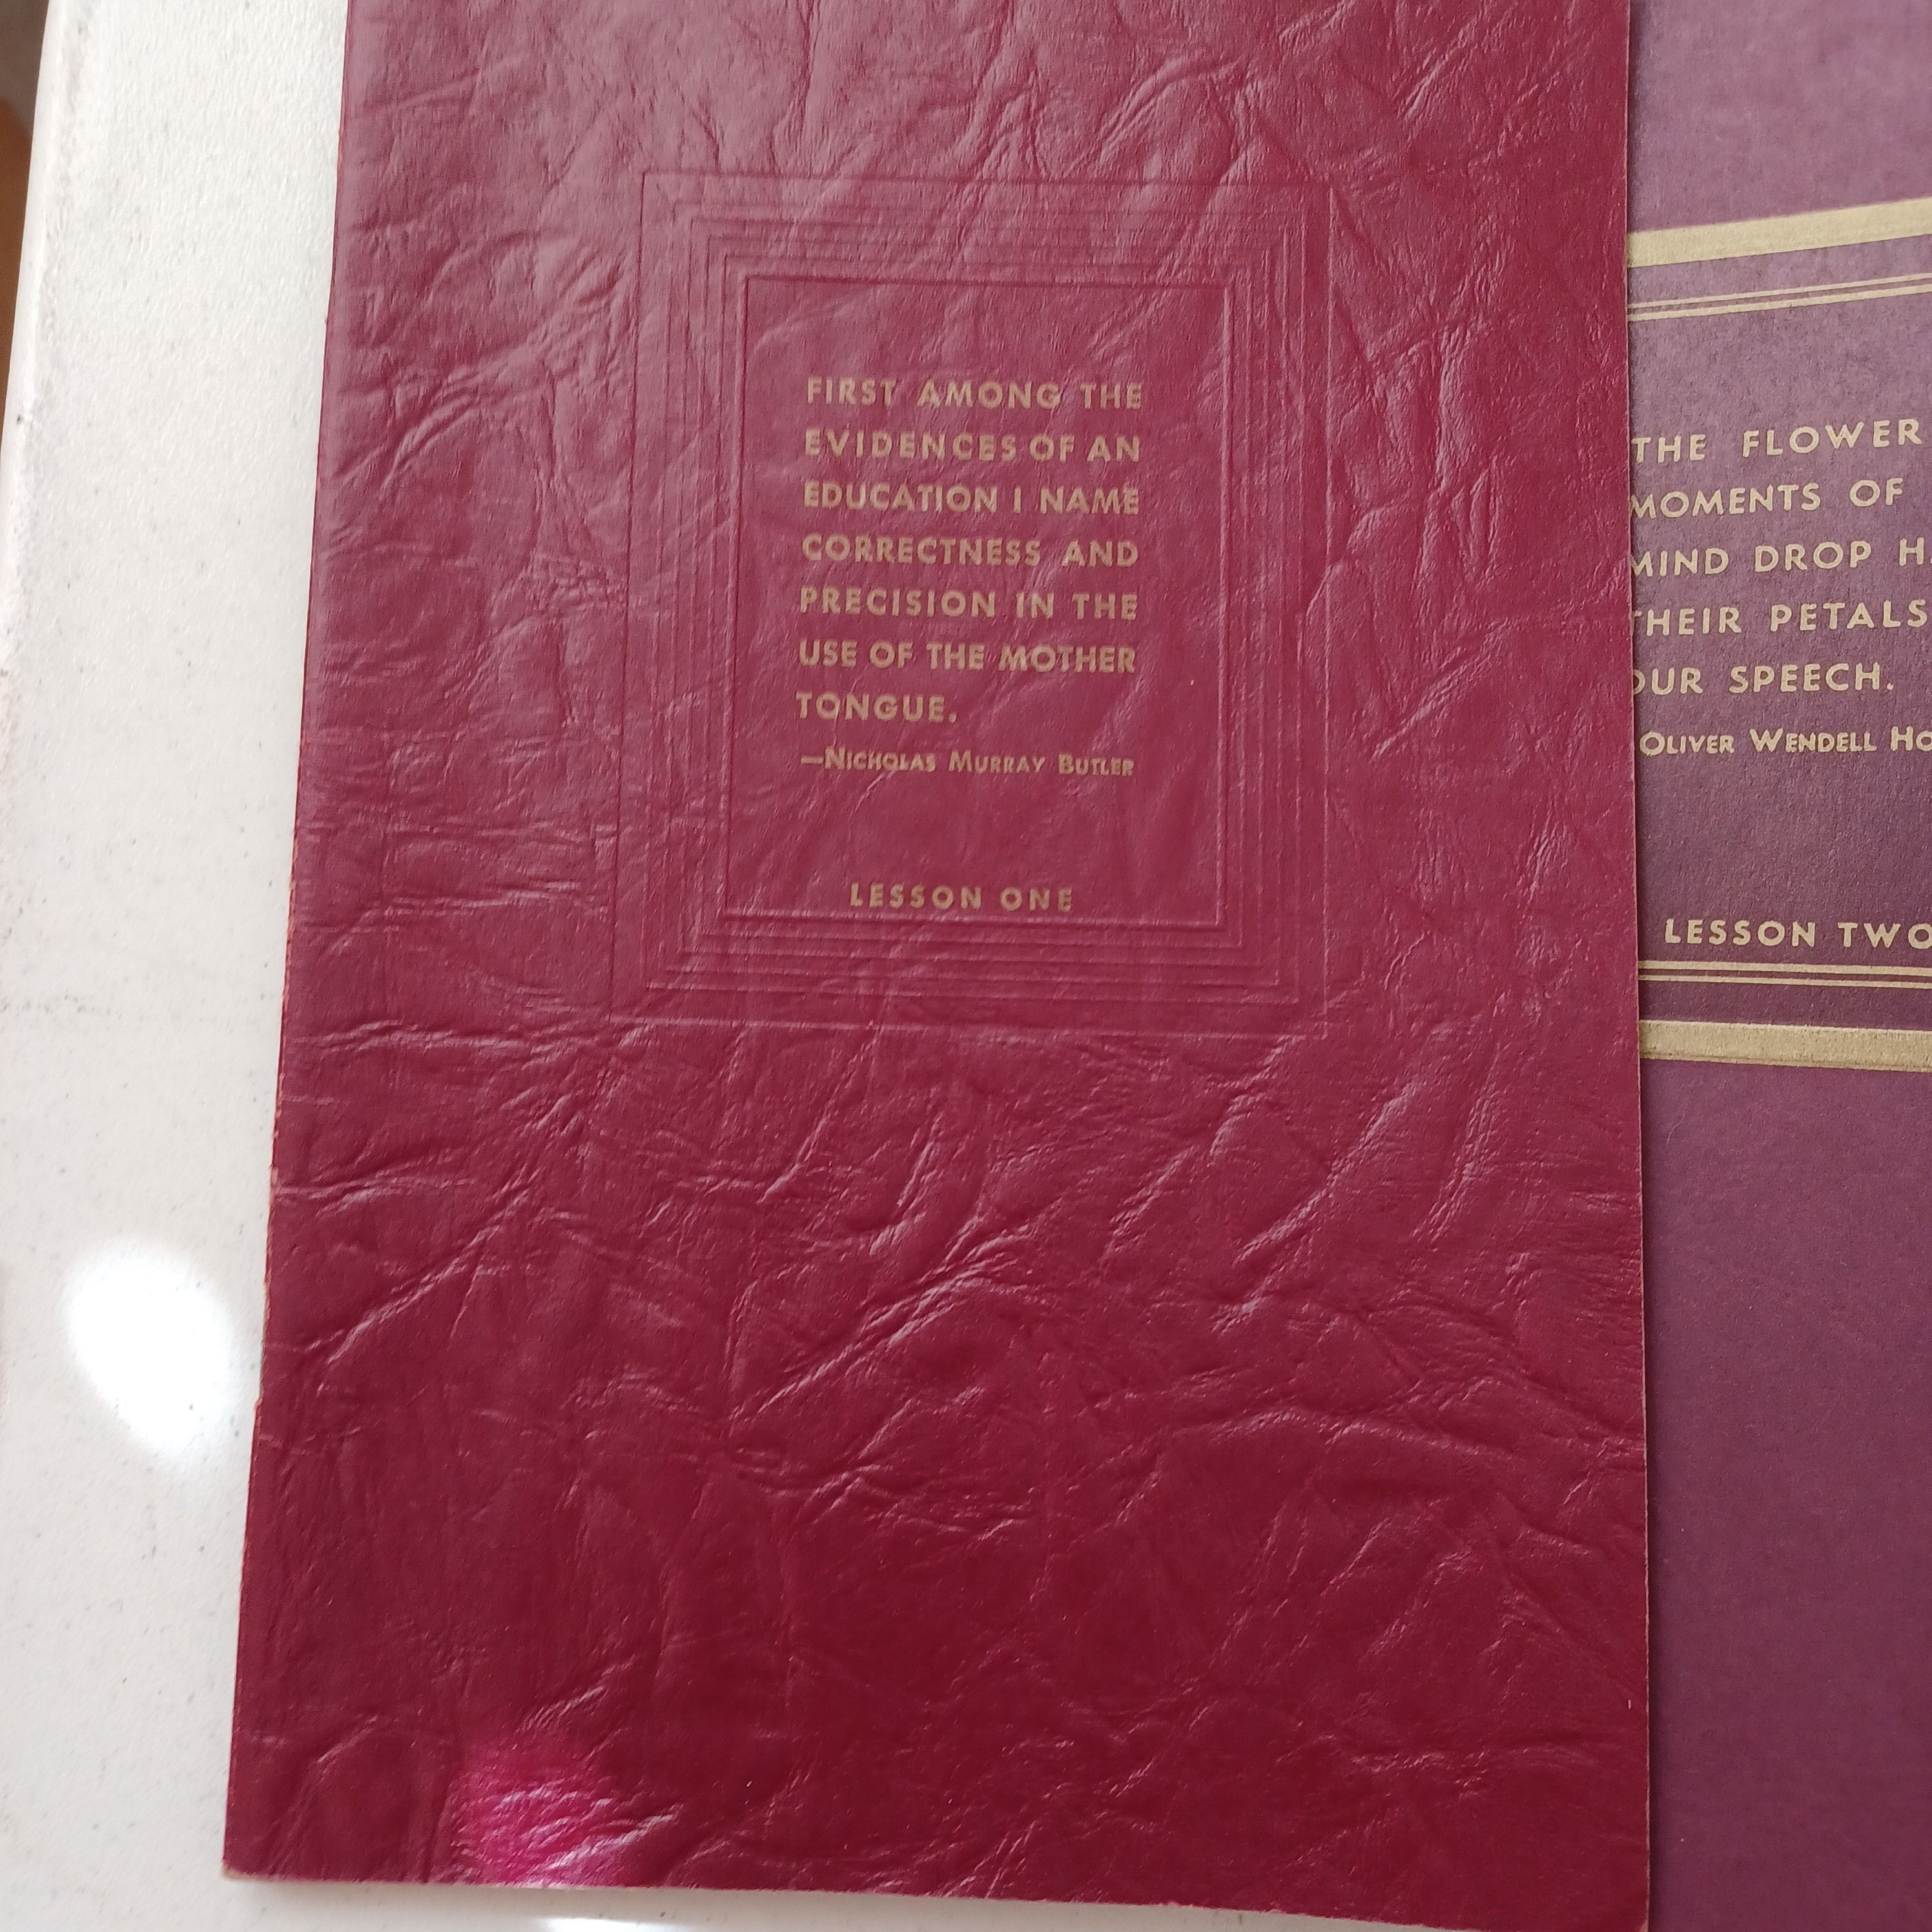 FIRST AMONG THE
EVIDENCES OF AN
EDUCATION I NAME
CORRECTNESS AND
PRECISION IN THE
USE OF THE MOTHER
TONGUE.
—NICHOLAS MURRAY BUTLER
LESSON ONE
THE FLOWER
MOMENTS OF
MIND DROP
THEIR PETALS
OUR SPEECH.
OLIVER WENDELL
LESSON TWO